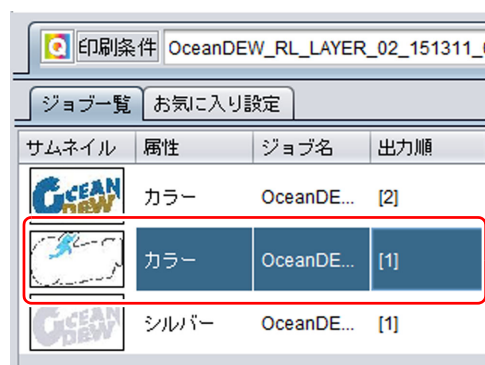 印刷条件 OceanDEW_RL_LAYER_02_151311_
ジョブ一覧 お気に入り設定
サムネイル 属性 ジョブ名 出力順
OCEAN DEW カラー OceanDE... [2]
カラー OceanDE... [1]
OCEAN DEW シルバー OceanDE... [1]